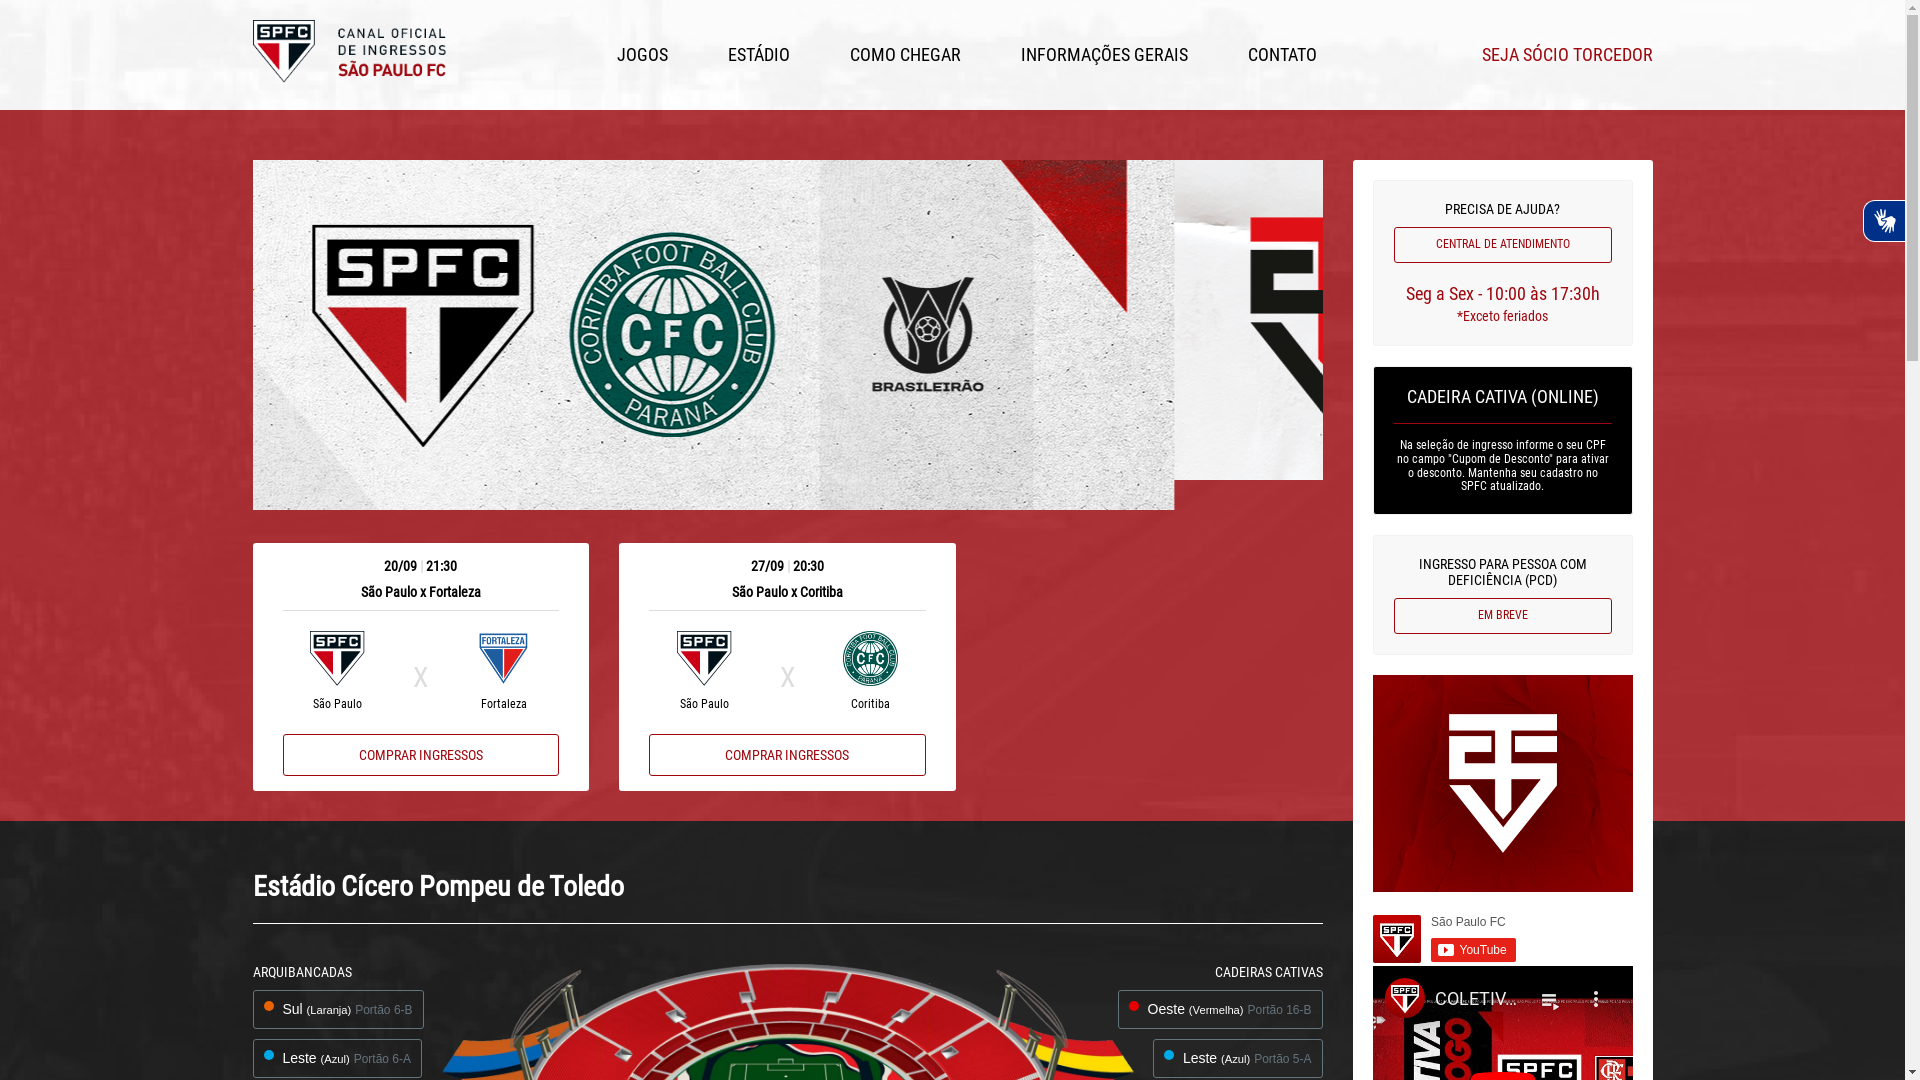 SPFC
CANAL OFICIAL
DE INGRESSOS
SÃO PAULO FC
JOGOS
ESTÁDIO
COMO CHEGAR
INFORMAÇÕES GERAIS
CONTATO
SEJA SÓCIO TORCEDOR
SPFC
CORITIBA FOOT BALL CLUB
CFC
PARANÁ
BRASILEIRÃO
PRECISA DE AJUDA?
CENTRAL DE ATENDIMENTO
Seg a Sex - 10:00 às 17:30h
*Exceto feriados
CADEIRA CATIVA (ONLINE)
Na seleção de ingresso informe o seu CPF
no campo "Cupom de Desconto" para ativar
o desconto. Mantenha seu cadastro no
SPFC atualizado.
INGRESSO PARA PESSOA COM
DEFICIÊNCIA (PCD)
EM BREVE
20/09 | 21:30
São Paulo x Fortaleza
SPFC
X
FORTALEZA
São Paulo
Fortaleza
COMPRAR INGRESSOS
27/09 | 20:30
São Paulo x Coritiba
SPFC
X
CFC
São Paulo
Coritiba
COMPRAR INGRESSOS
Estádio Cícero Pompeu de Toledo
ARQUIBANCADAS
Sul (Laranja) Portão 6-B
Leste (Azul) Portão 6-A
CADEIRAS CATIVAS
Oeste (Vermelha) Portão 16-B
Leste (Azul) Portão 5-A
SPFC
São Paulo FC
YouTube
SPFC
COLETIV...
SPFC